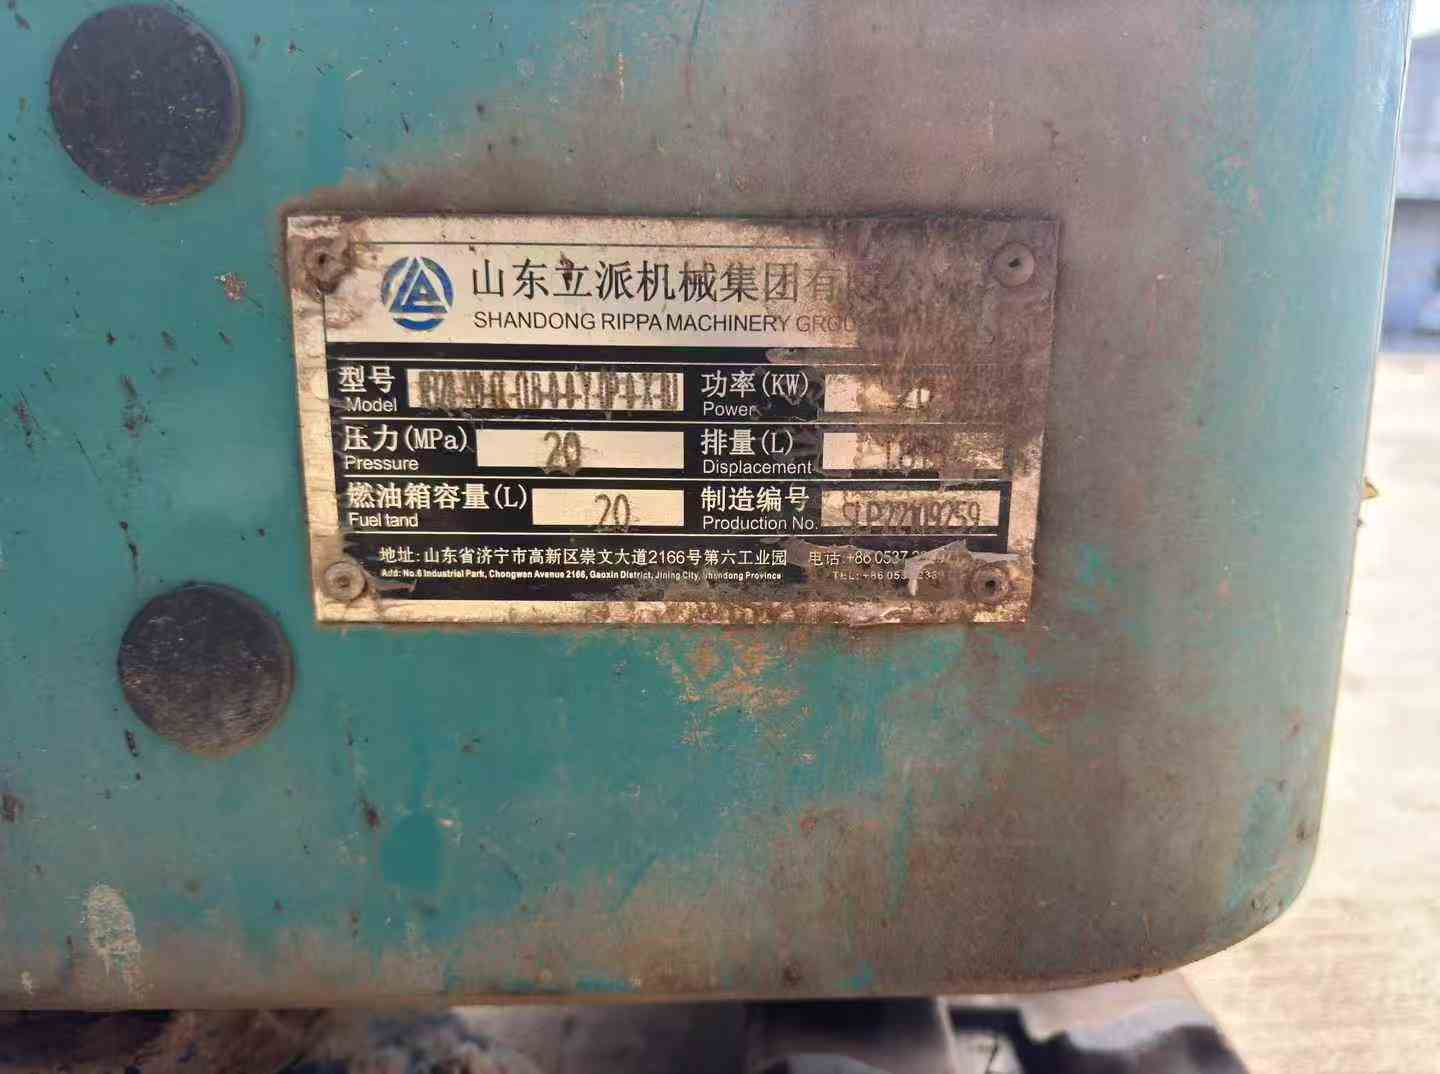 山东立派机械集团有
SHANDONG RIPPA MACHINERY
型号
Model
功率(KW)
Power
压力(MPa) 20
Pressure
排量(L)
Displacement
燃油箱容量(L) 20
Fuel tand
制造编号
Production No.
地址:山东省济宁市高新区崇文大道2166号第六工业园 电话:+86 0537
Add: No.6 Industrial Park, Chongwen Avenue 2166, Gaoxin District, Jining City, Shandong Province TEL:+86